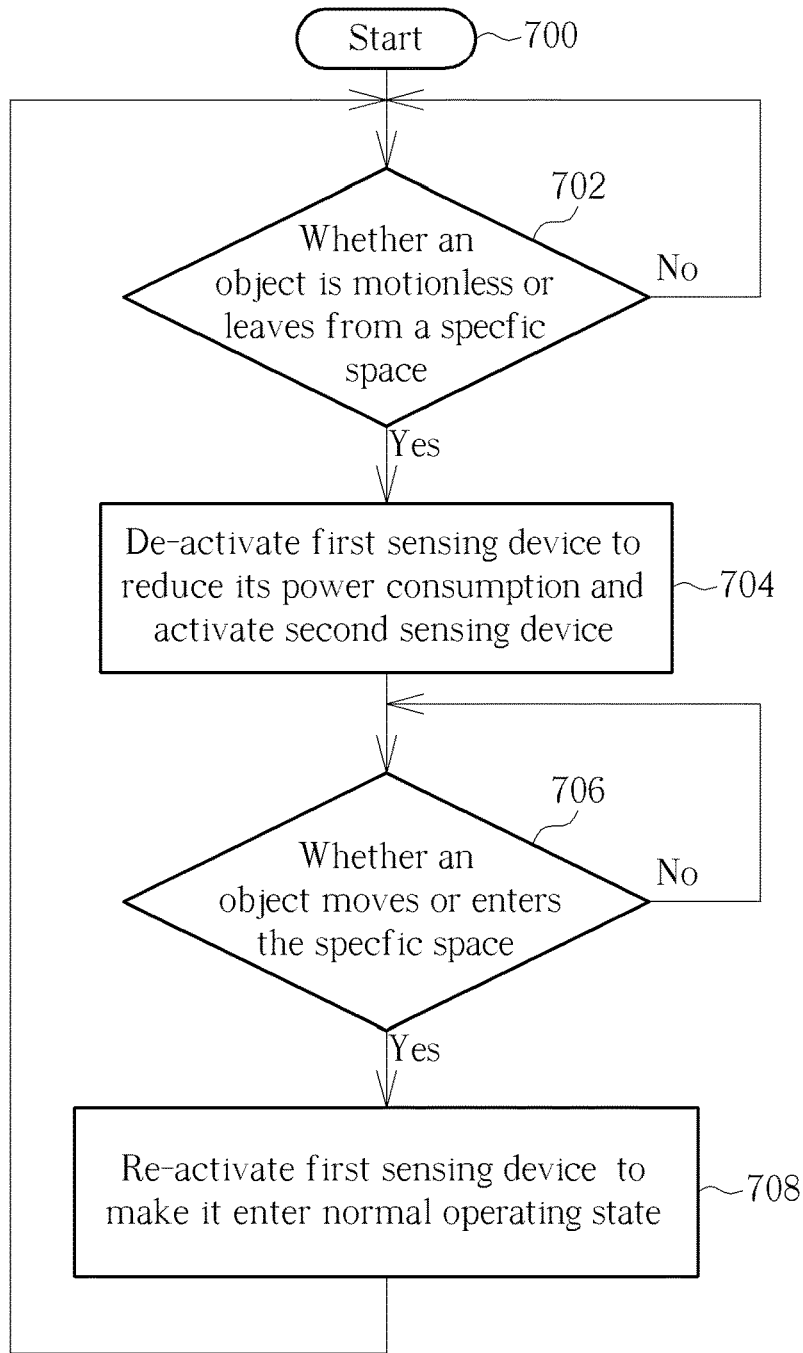 Start
700
702
Whether an
object is motionless or
leaves from a specfic
space
No
Yes
De-activate first sensing device to
reduce its power consumption and
activate second sensing device
704
706
Whether an
object moves or enters
the specfic space
No
Yes
Re-activate first sensing device to
make it enter normal operating state
708